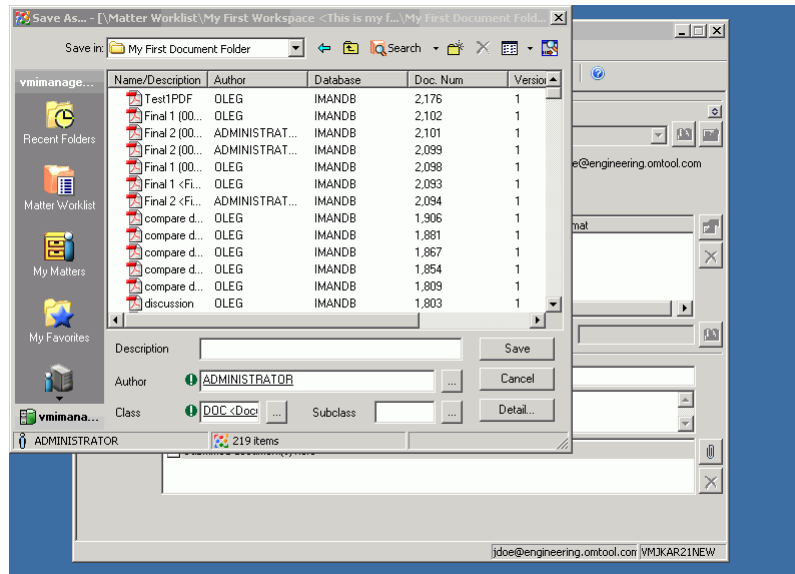 Save As... - [\Matter Worklist\My First Workspace <This is my f...\My First Document Fold...
Save in: My First Document Folder Search
vmimanage... Name/Description Author Database Doc. Num Version
Test1PDF OLEG IMANDB 2,176 1
Final 1 (00... OLEG IMANDB 2,102 1
Final 2 (00... ADMINISTRAT... IMANDB 2,101 1
Final 2 (00... ADMINISTRAT... IMANDB 2,099 1
Final 1 (00... OLEG IMANDB 2,098 1
Final 1 <Fi... OLEG IMANDB 2,093 1
Final 2 <Fi... ADMINISTRAT... IMANDB 2,094 1
compare d... OLEG IMANDB 1,906 1
compare d... OLEG IMANDB 1,881 1
compare d... OLEG IMANDB 1,867 1
compare d... OLEG IMANDB 1,854 1
compare d... OLEG IMANDB 1,809 1
discussion OLEG IMANDB 1,803 1
Recent Folders
Matter Worklist
My Matters
My Favorites
vmimana...
Description Save
Author ADMINISTRATOR ... Cancel
Class DOC <Doc ... Subclass ... Detail...
ADMINISTRATOR 219 items
e@engineering.omtool.com
mat
jdoe@engineering.omtool.com VMJKAR21NEW